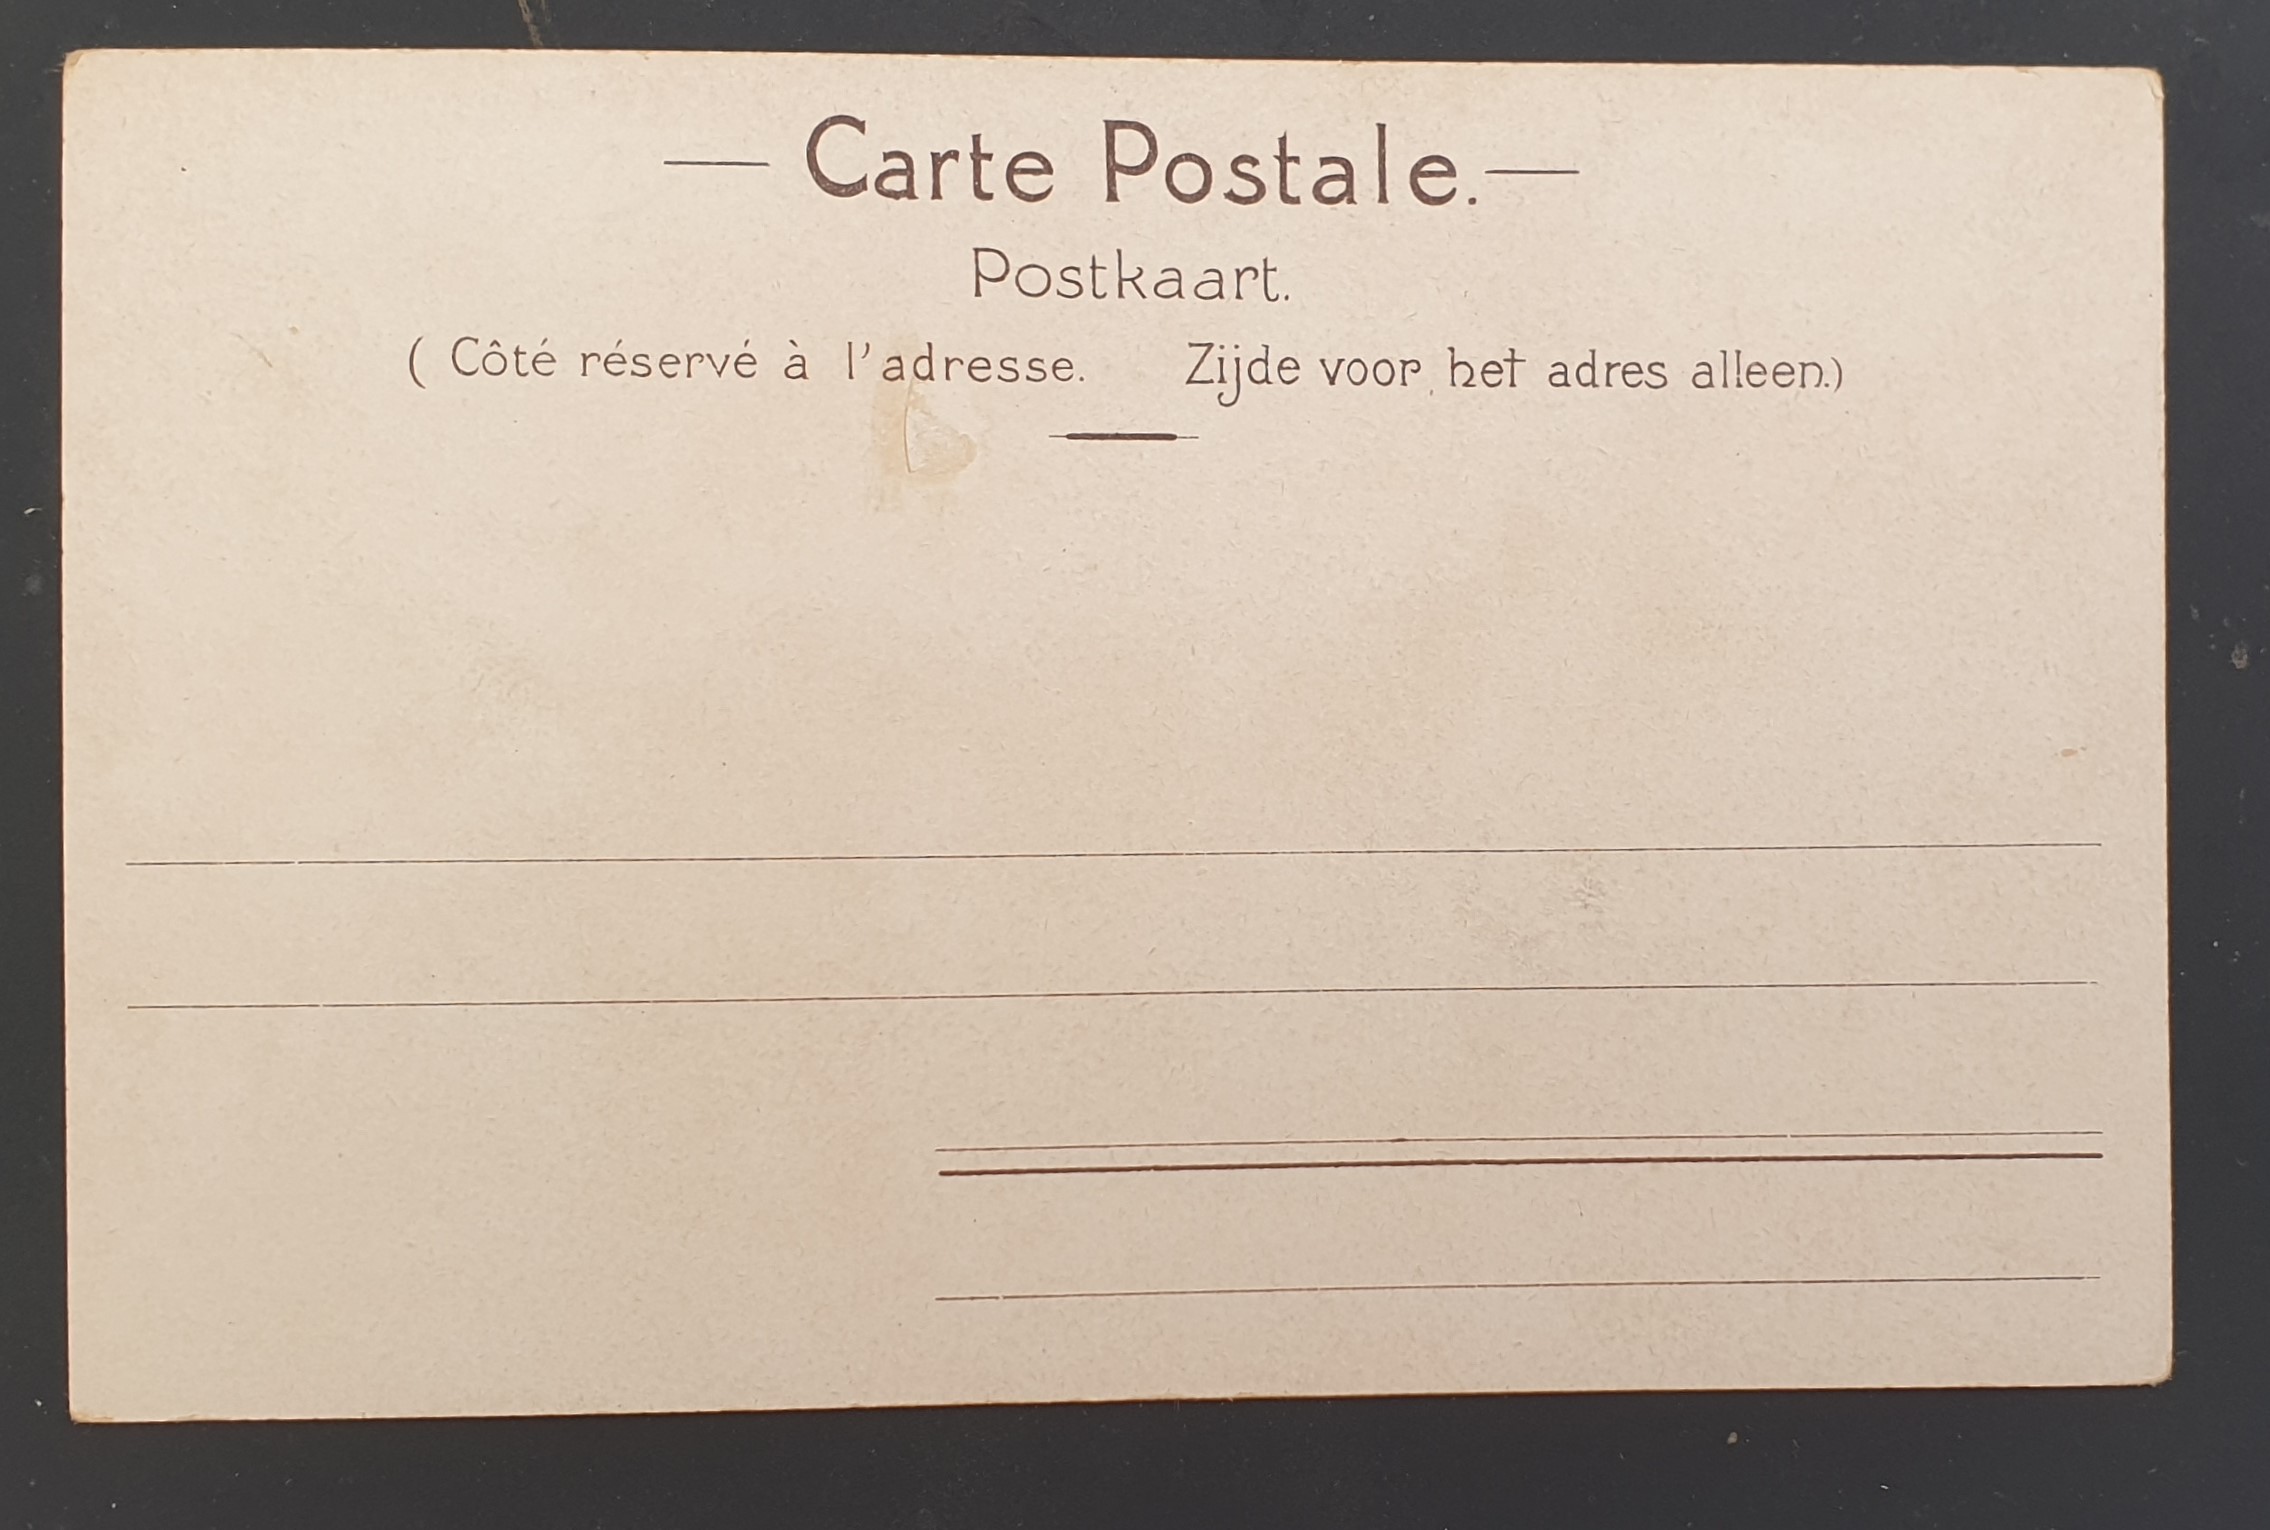 — Carte Postale. —
Postkaart.
( Côté réservé à l'adresse. Zijde voor het adres alleen.)